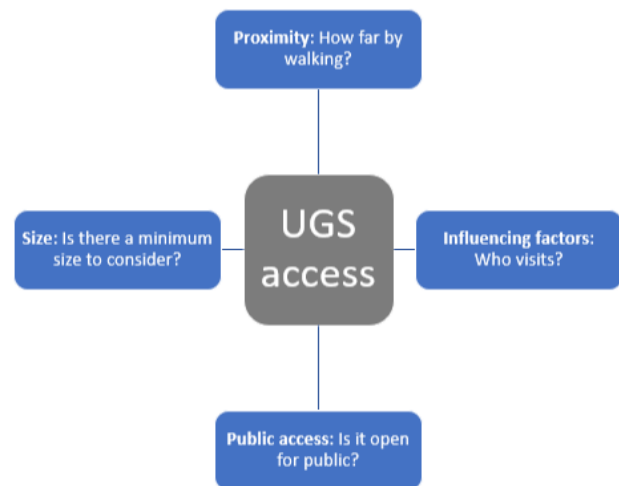 Proximity: How far by
walking?
Size: Is there a minimum
size to consider?
UGS
access
Influencing factors:
Who visits?
Public access: Is it open
for public?